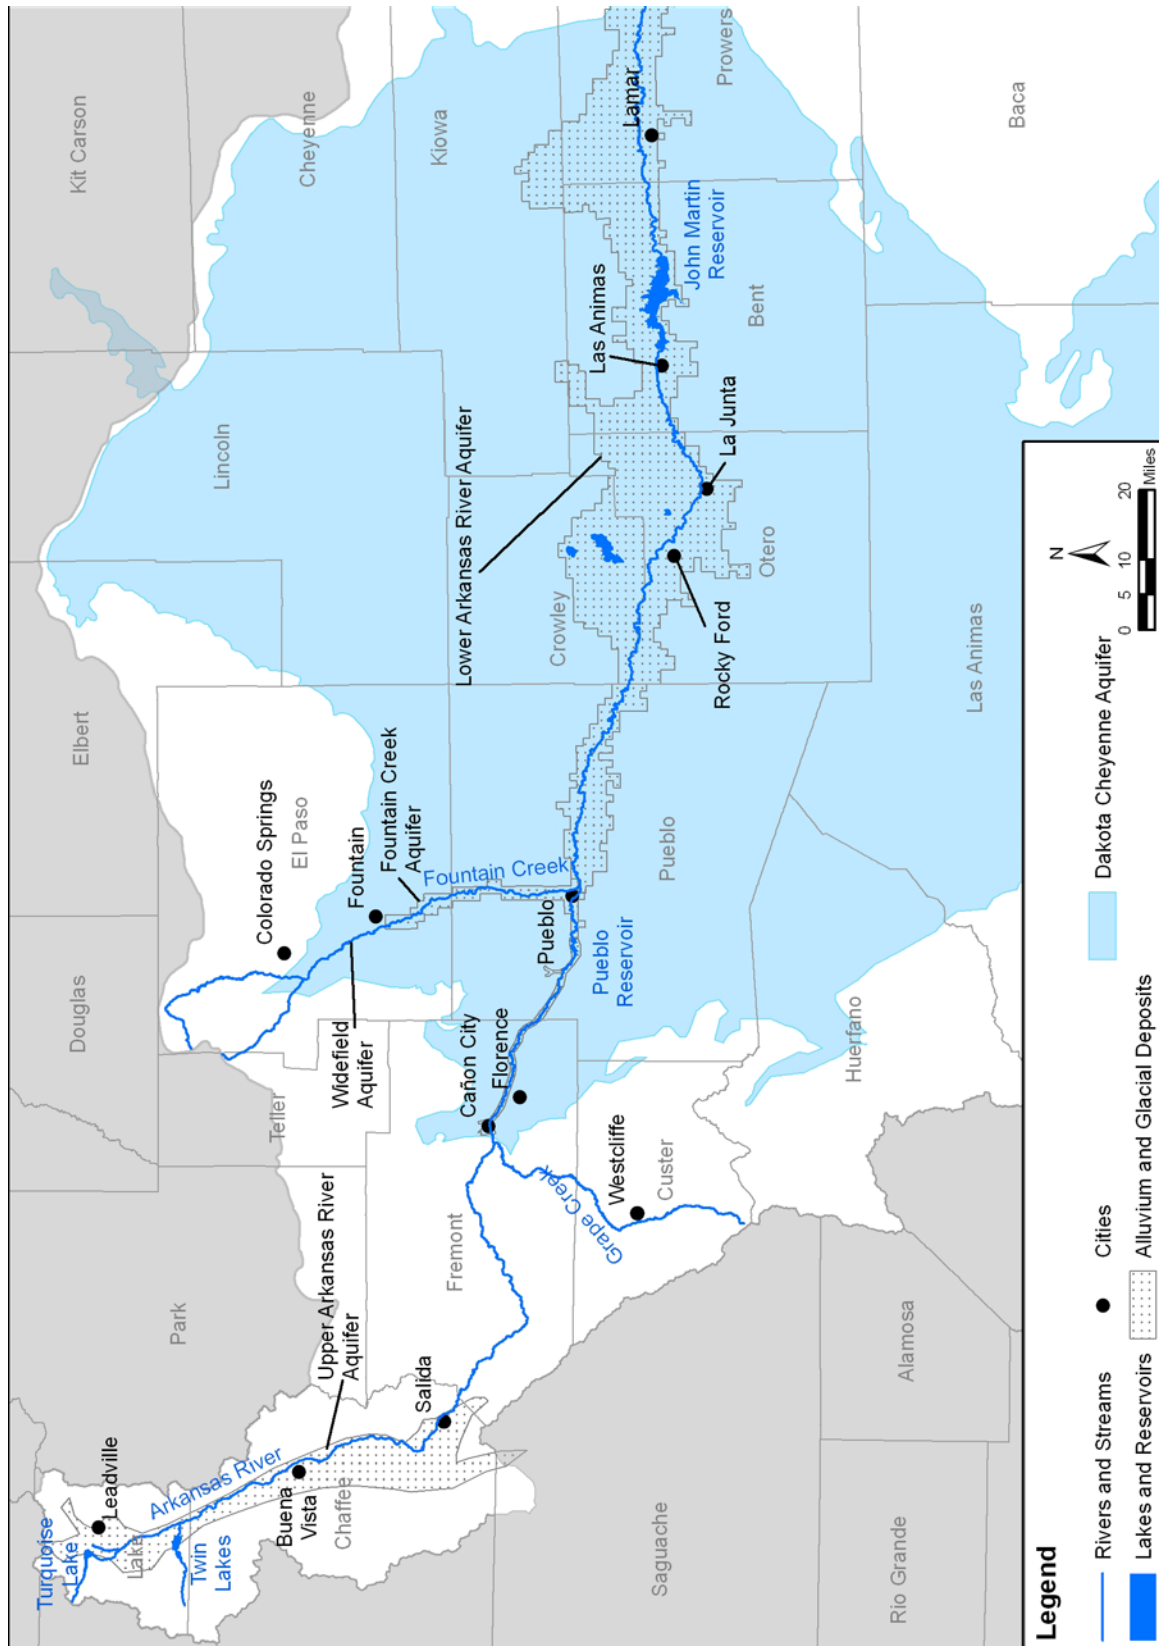 Turquoise
Lake
Leadville
Lake
Twin
Lakes
Arkansas River
Buena
Vista
Chaffee
Upper Arkansas River
Aquifer
Salida
Park
Saguache
Rio Grande
Alamosa
Fremont
Grape Creek
Westcliffe
Custer
Teller
Douglas
Widefield
Aquifer
Cañon City
Florence
Colorado Springs
El Paso
Fountain
Fountain Creek
Aquifer
Fountain Creek
Pueblo
Pueblo
Reservoir
Pueblo
Huerfano
Elbert
Lincoln
Kit Carson
Cheyenne
Kiowa
Crowley
Lower Arkansas River Aquifer
Rocky Ford
Otero
La Junta
Las Animas
Las Animas
Bent
John Martin
Reservoir
Lamar
Prowers
Baca
N
0 5 10 20
Miles
Legend
Rivers and Streams
Cities
Dakota Cheyenne Aquifer
Lakes and Reservoirs
Alluvium and Glacial Deposits